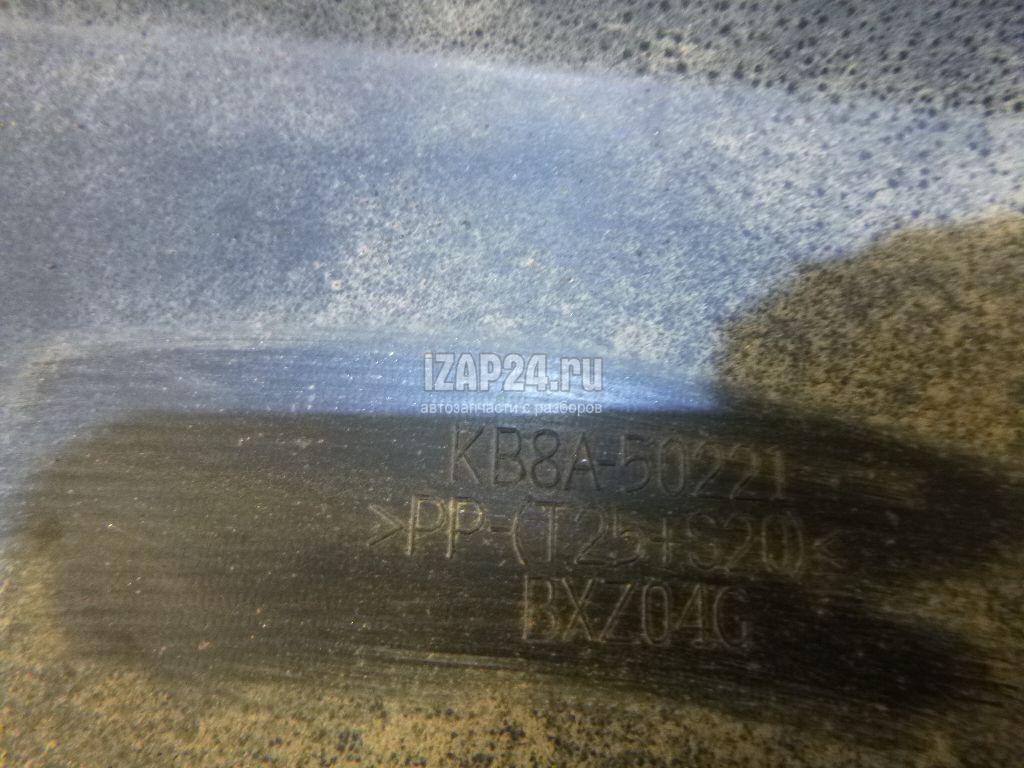 iZAP24.ru
автозапчасти с разборов
KB8A-50221
>PP-(T25+S20)<
BXZ04G